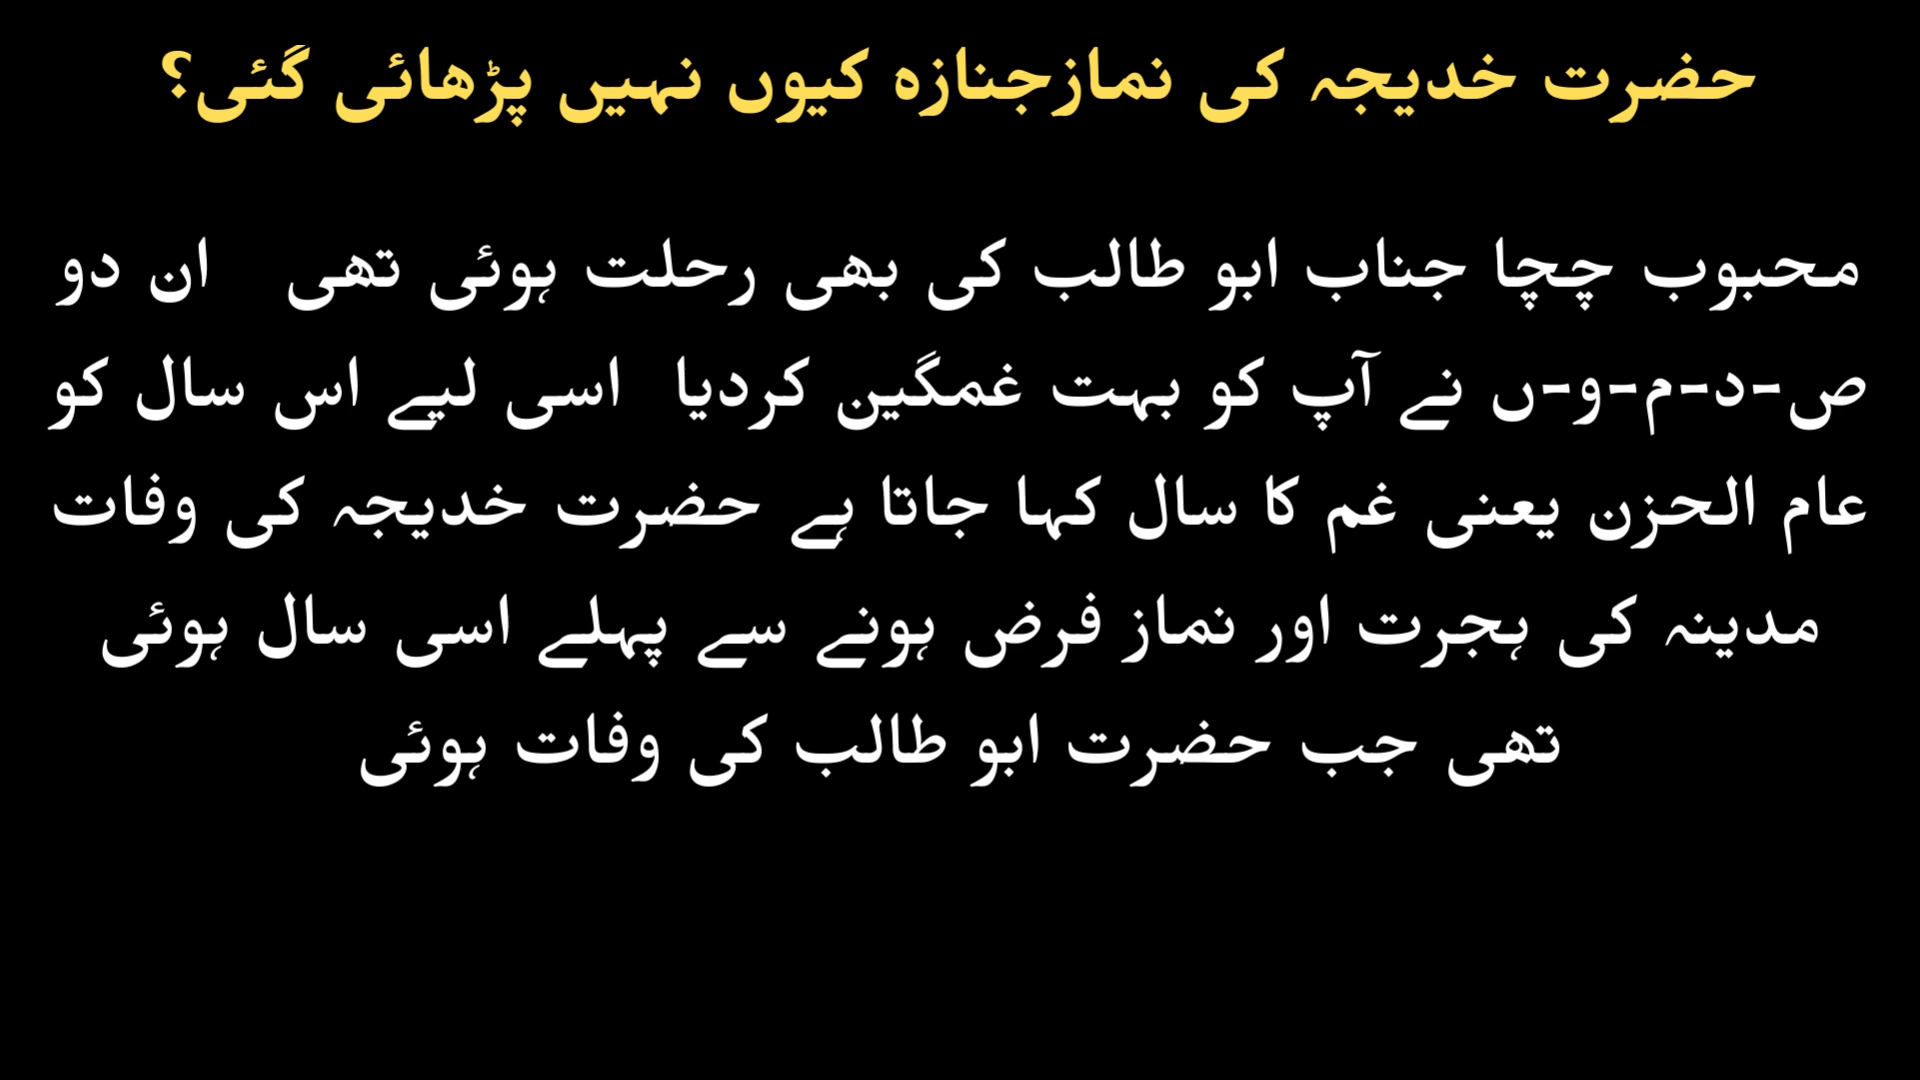 حضرت خدیجہ کی نمازجنازہ کیوں نہیں پڑھائی گئی؟
محبوب چچا جناب ابو طالب کی بھی رحلت ہوئی تھی ان دو
ص-د-م-و-ں نے آپ کو بہت غمگین کردیا اسی لیے اس سال کو
عام الحزن یعنی غم کا سال کہا جاتا ہے حضرت خدیجہ کی وفات
مدینہ کی ہجرت اور نماز فرض ہونے سے پہلے اسی سال ہوئی
تھی جب حضرت ابو طالب کی وفات ہوئی